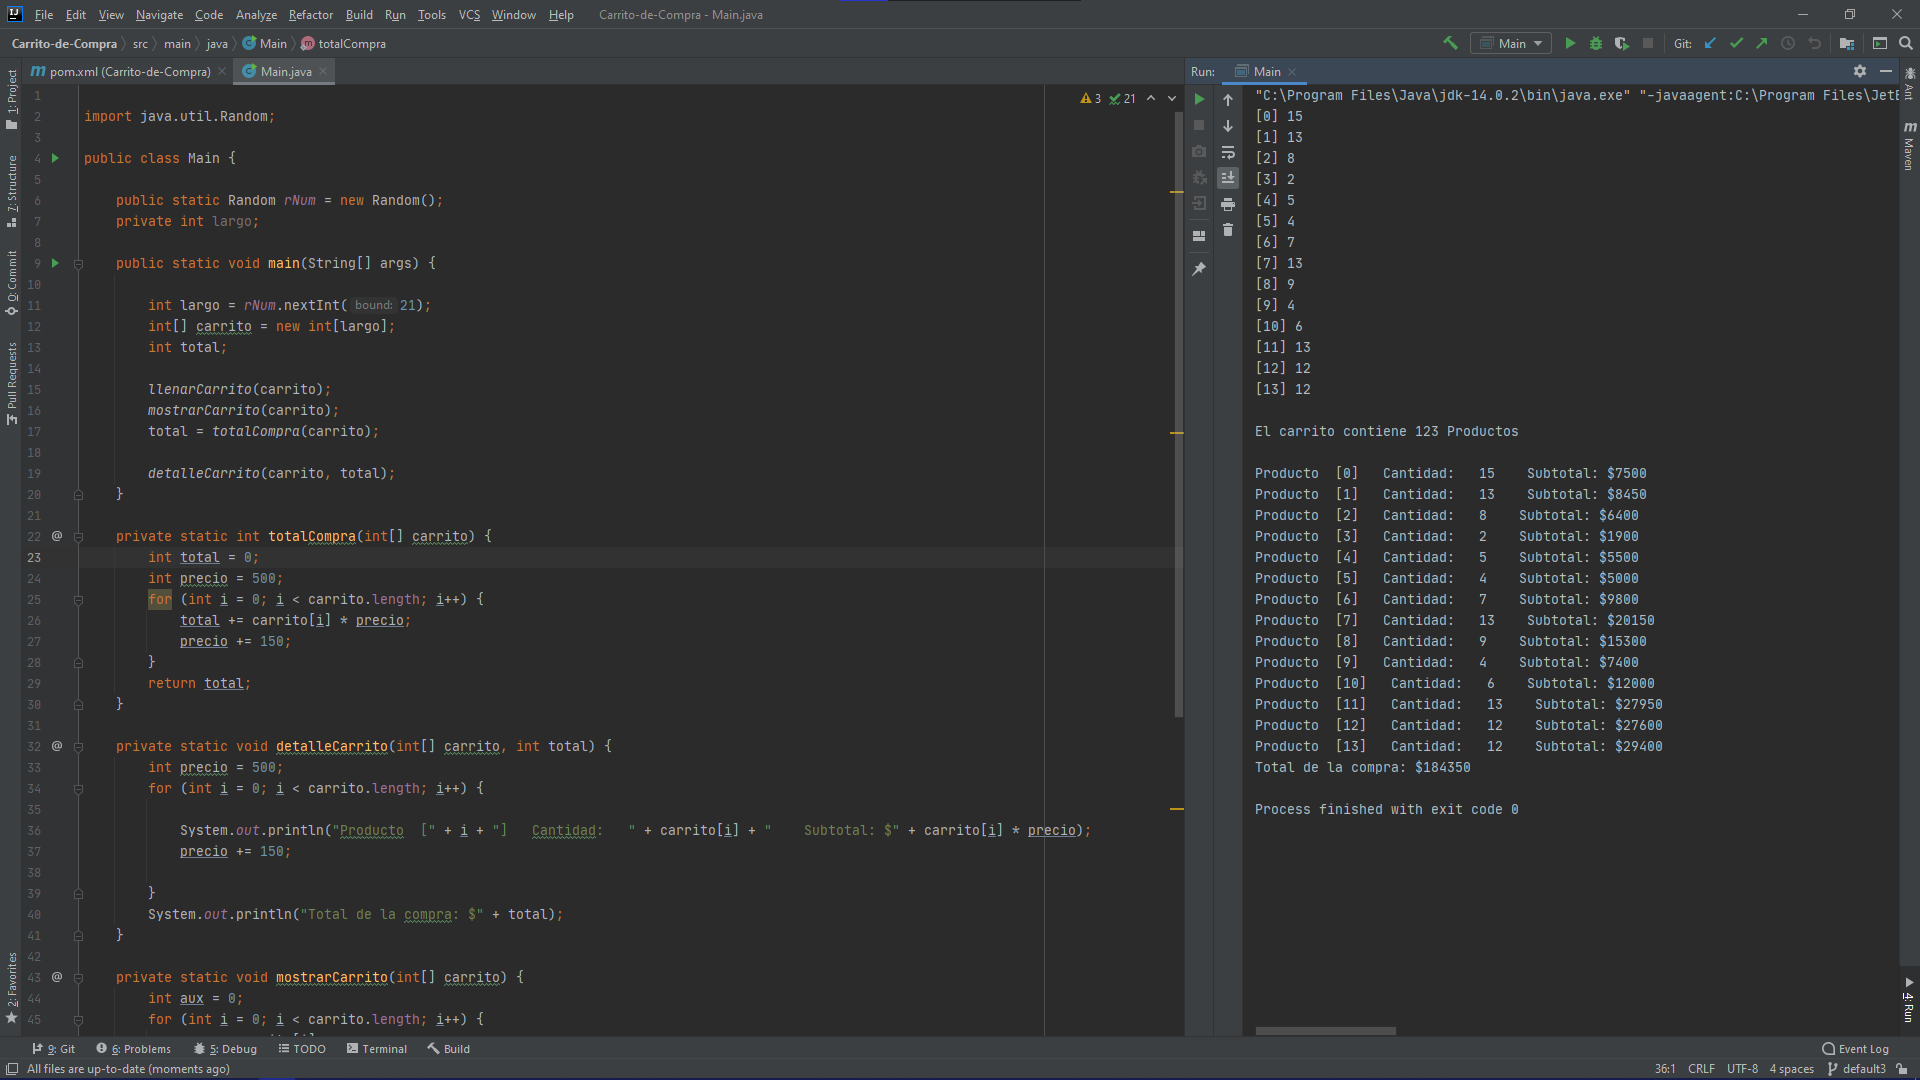 File Edit View Navigate Code Analyze Refactor Build Run Tools VCS Window Help Carrito-de-Compra - Main.java
Carrito-de-Compra src main java Main totalCompra
Main Git:
pom.xml (Carrito-de-Compra) Main.java
1: Project
7: Structure
0: Commit
Pull Requests
2: Favorites
3 21
1
2 import java.util.Random;
3
4 public class Main {
5
6 public static Random rNum = new Random();
7 private int largo;
8
9 public static void main(String[] args) {
10
11 int largo = rNum.nextInt( bound: 21);
12 int[] carrito = new int[largo];
13 int total;
14
15 llenarCarrito(carrito);
16 mostrarCarrito(carrito);
17 total = totalCompra(carrito);
18
19 detalleCarrito(carrito, total);
20 }
21
22 @ private static int totalCompra(int[] carrito) {
23 int total = 0;
24 int precio = 500;
25 for (int i = 0; i < carrito.length; i++) {
26 total += carrito[i] * precio;
27 precio += 150;
28 }
29 return total;
30 }
31
32 @ private static void detalleCarrito(int[] carrito, int total) {
33 int precio = 500;
34 for (int i = 0; i < carrito.length; i++) {
35
36 System.out.println("Producto  [" + i + "]   Cantidad:   " + carrito[i] + "    Subtotal: $" + carrito[i] * precio);
37 precio += 150;
38
39 }
40 System.out.println("Total de la compra: $" + total);
41 }
42
43 @ private static void mostrarCarrito(int[] carrito) {
44 int aux = 0;
45 for (int i = 0; i < carrito.length; i++) {
Run: Main
"C:\Program Files\Java\jdk-14.0.2\bin\java.exe" "-javaagent:C:\Program Files\JetB
[0] 15
[1] 13
[2] 8
[3] 2
[4] 5
[5] 4
[6] 7
[7] 13
[8] 9
[9] 4
[10] 6
[11] 13
[12] 12
[13] 12
El carrito contiene 123 Productos
Producto  [0]   Cantidad:   15    Subtotal: $7500
Producto  [1]   Cantidad:   13    Subtotal: $8450
Producto  [2]   Cantidad:   8    Subtotal: $6400
Producto  [3]   Cantidad:   2    Subtotal: $1900
Producto  [4]   Cantidad:   5    Subtotal: $5500
Producto  [5]   Cantidad:   4    Subtotal: $5000
Producto  [6]   Cantidad:   7    Subtotal: $9800
Producto  [7]   Cantidad:   13    Subtotal: $20150
Producto  [8]   Cantidad:   9    Subtotal: $15300
Producto  [9]   Cantidad:   4    Subtotal: $7400
Producto  [10]   Cantidad:   6    Subtotal: $12000
Producto  [11]   Cantidad:   13    Subtotal: $27950
Producto  [12]   Cantidad:   12    Subtotal: $27600
Producto  [13]   Cantidad:   12    Subtotal: $29400
Total de la compra: $184350
Process finished with exit code 0
Ant
Maven
4: Run
9: Git 6: Problems 5: Debug TODO Terminal Build Event Log
All files are up-to-date (moments ago) 36:1 CRLF UTF-8 4 spaces default3